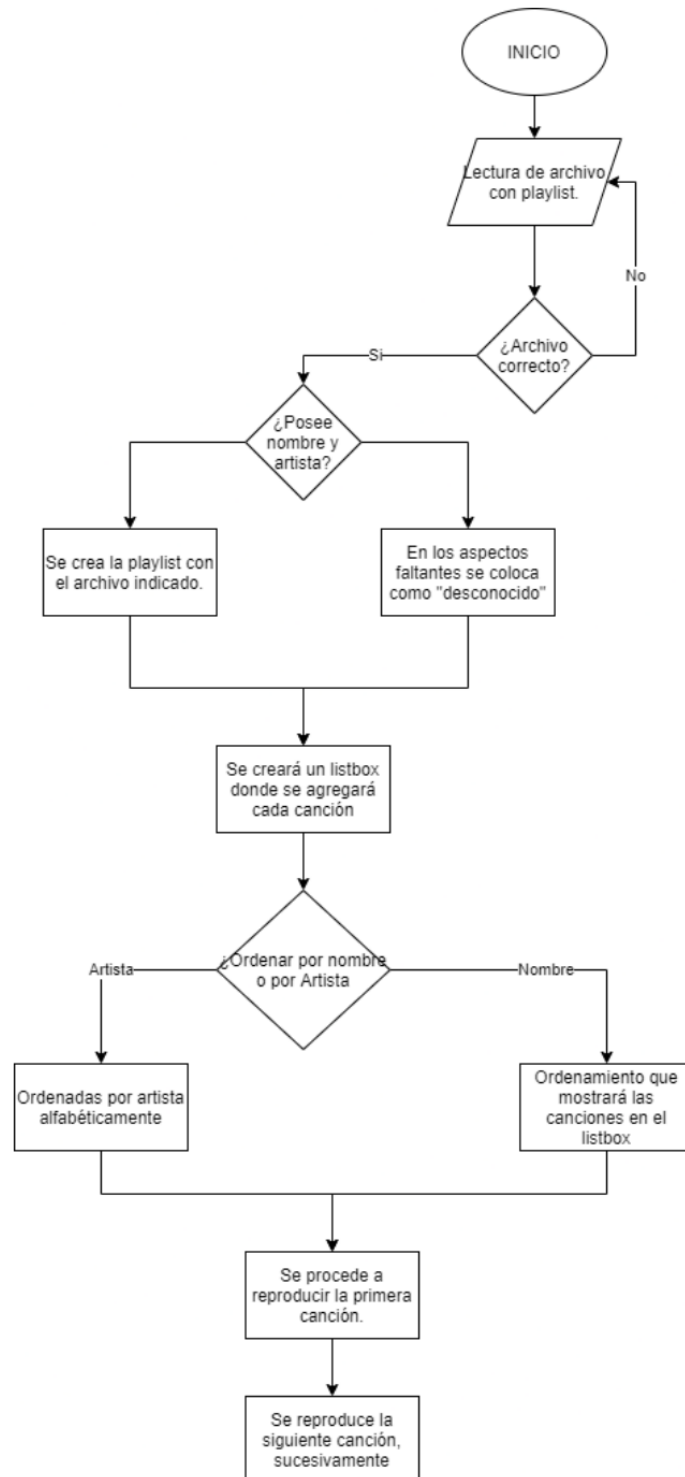 INICIO
Lectura de archivo
con playlist.
No
¿Archivo
correcto?
Si
¿Posee
nombre y
artista?
Se crea la playlist con
el archivo indicado.
En los aspectos
faltantes se coloca
como "desconocido"
Se creará un listbox
donde se agregará
cada canción
¿Ordenar por nombre
o por Artista
Artista
Nombre
Ordenadas por artista
alfabéticamente
Ordenamiento que
mostrará las
canciones en el
listbox
Se procede a
reproducir la primera
canción.
Se reproduce la
siguiente canción,
sucesivamente